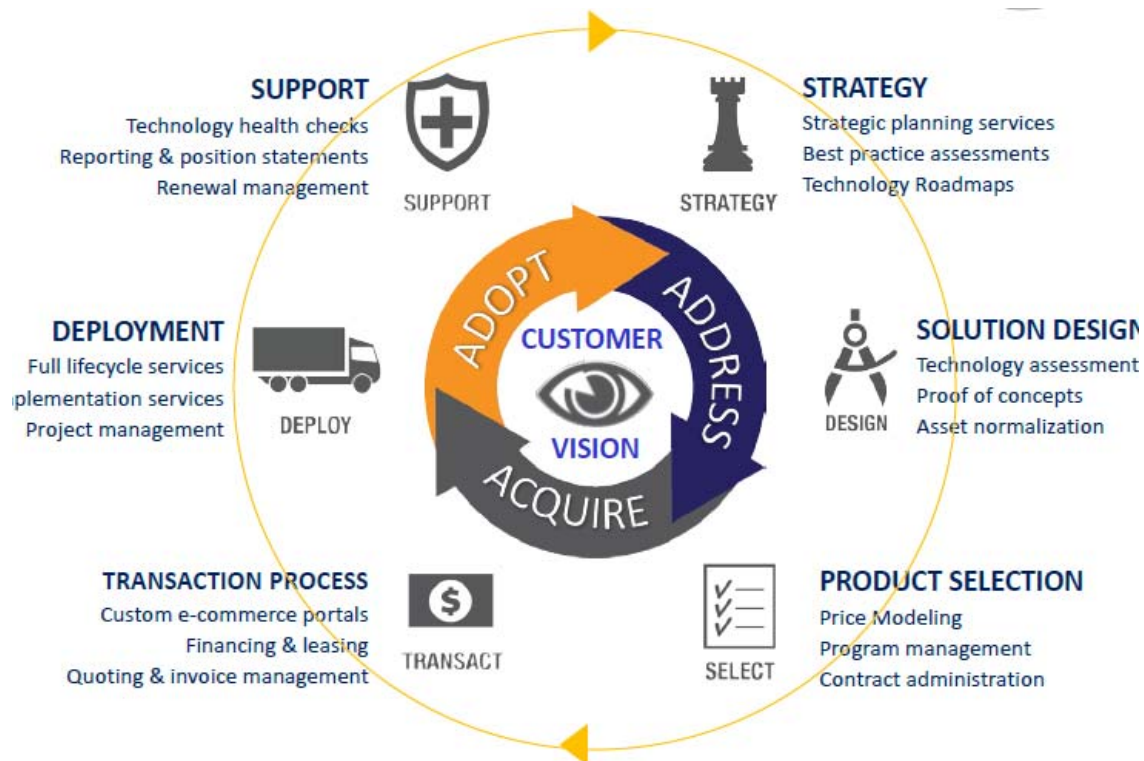 SUPPORT
Technology health checks
Reporting & position statements
Renewal management
SUPPORT
STRATEGY
Strategic planning services
Best practice assessments
Technology Roadmaps
STRATEGY
ADOPT
ADDRESS
ACQUIRE
CUSTOMER
VISION
DEPLOYMENT
Full lifecycle services
services
Project management
DEPLOY
SOLUTION DESIGN
Technology assessment
Proof of concepts
Asset normalization
DESIGN
TRANSACTION PROCESS
Custom e-commerce portals
Financing & leasing
Quoting & invoice management
TRANSACT
PRODUCT SELECTION
Price Modeling
Program management
Contract administration
SELECT